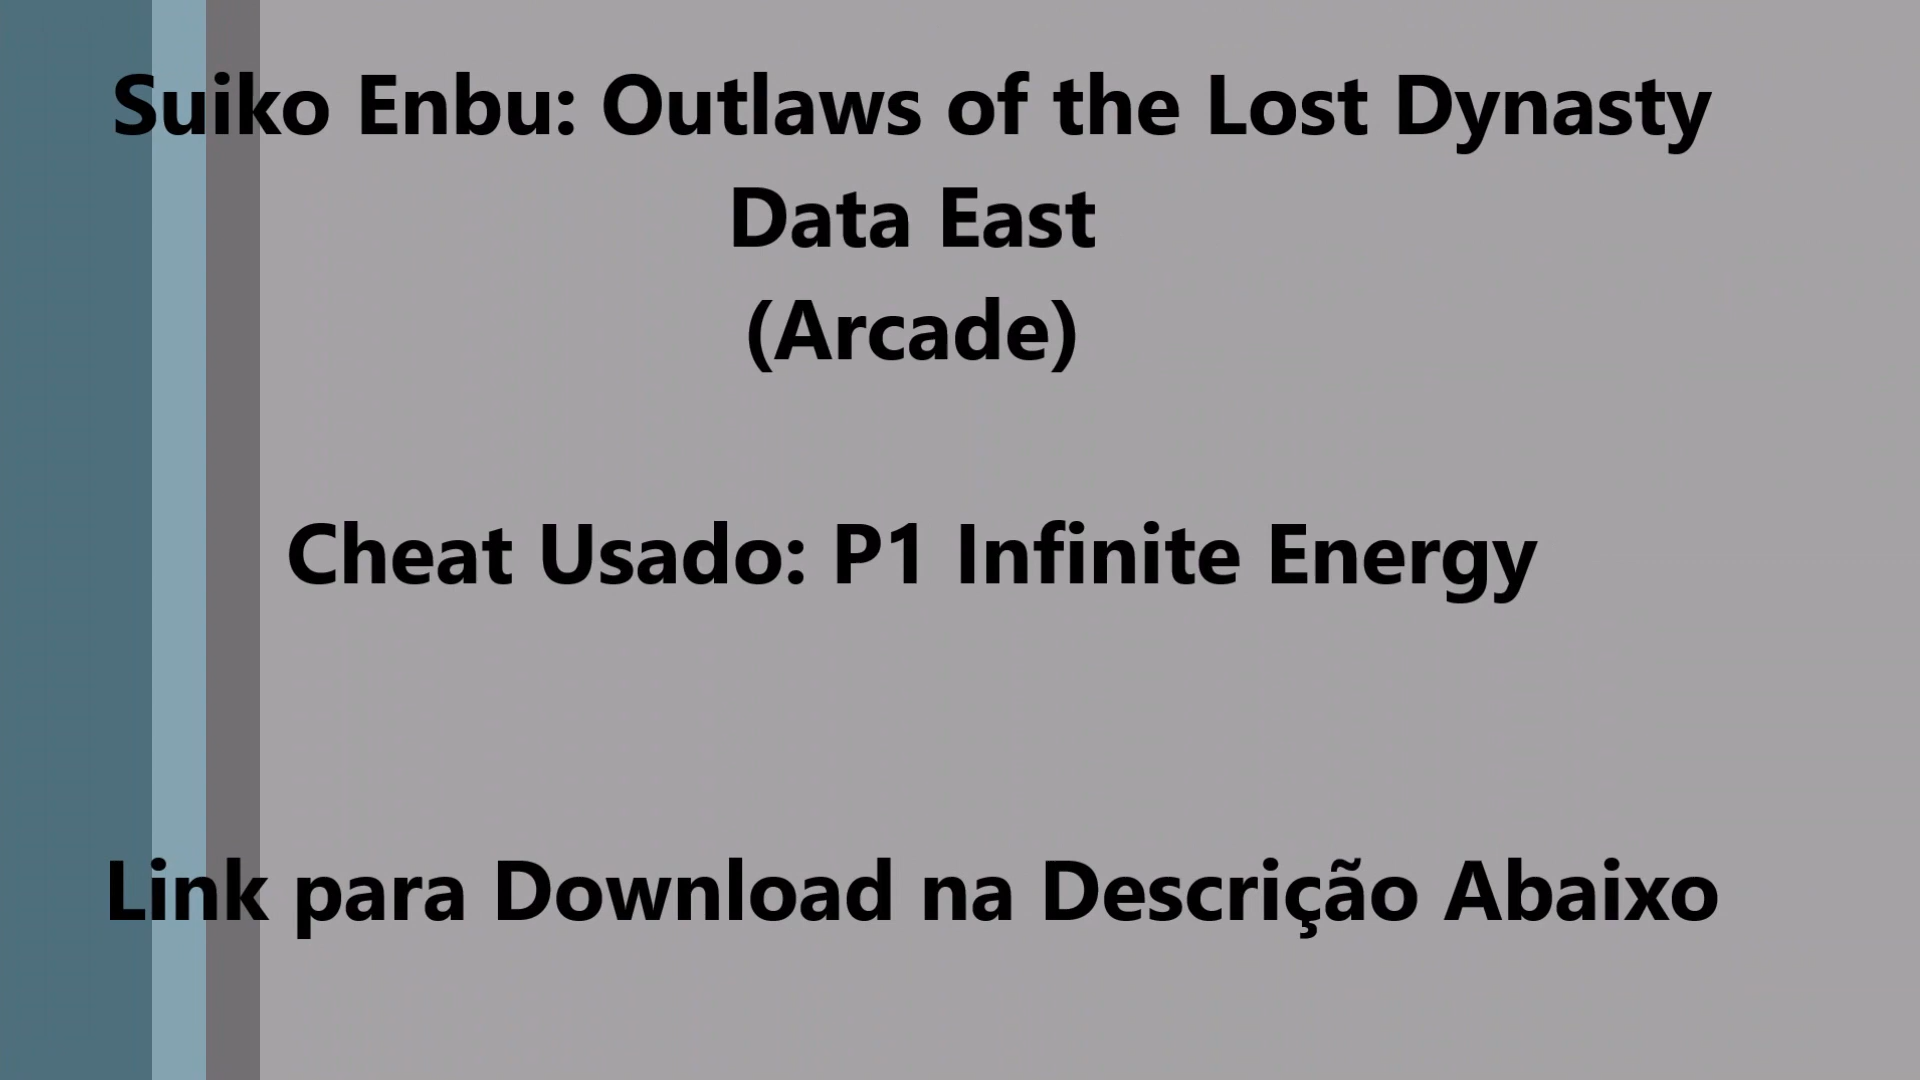 Suiko Enbu: Outlaws of the Lost Dynasty
Data East
(Arcade)
Cheat Usado: P1 Infinite Energy
Link para Download na Descrição Abaixo